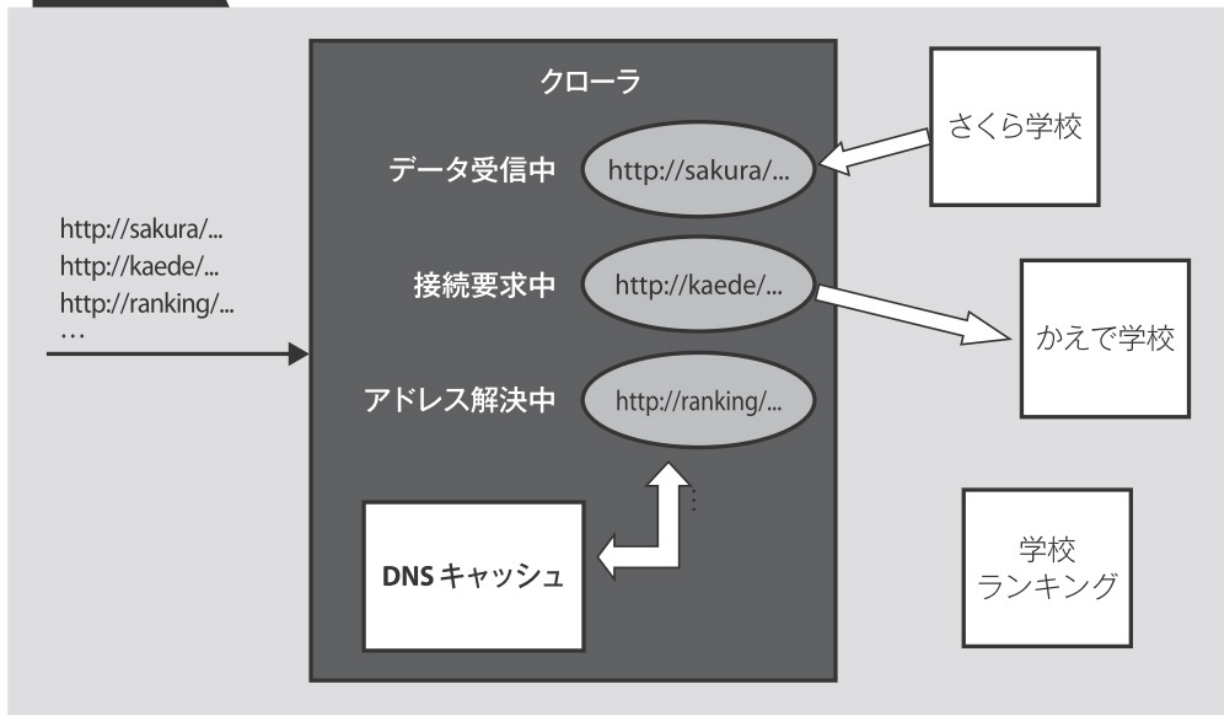 クローラ
データ受信中
http://sakura/...
さくら学校
http://sakura/...
http://kaede/...
http://ranking/...
…
接続要求中
http://kaede/...
かえで学校
アドレス解決中
http://ranking/...
…
DNS キャッシュ
学校
ランキング